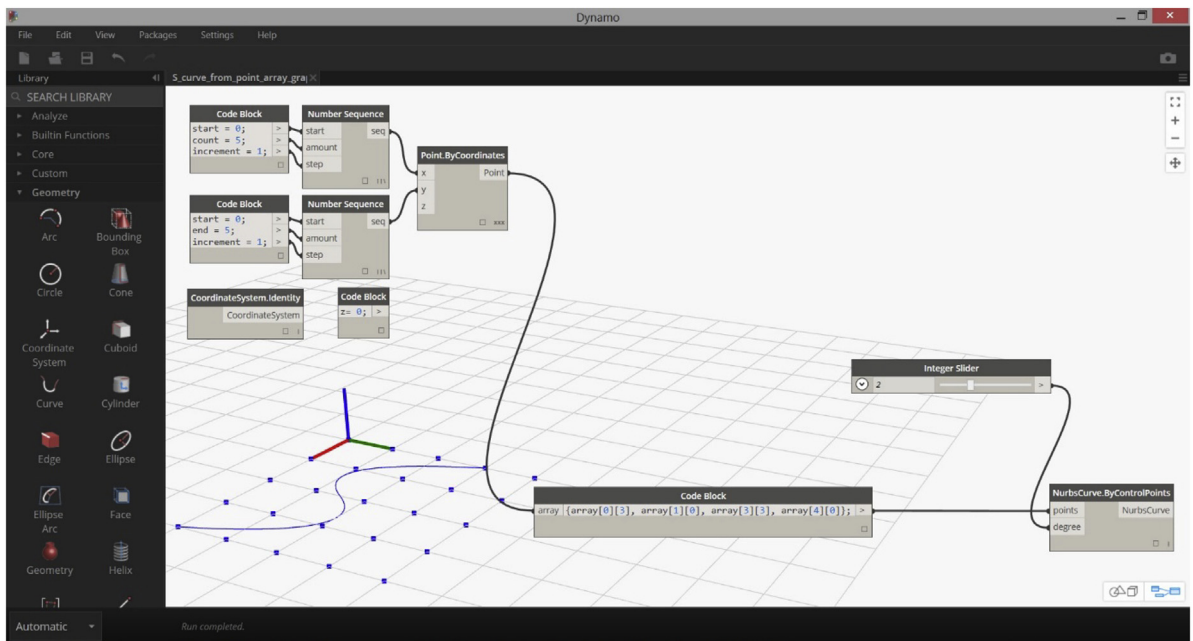 Dynamo
File Edit View Packages Settings Help
Library
S_curve_from_point_array_gra
SEARCH LIBRARY
Analyze
Builtin Functions
Core
Custom
Geometry
Arc
Bounding
Box
Circle
Cone
Coordinate
System
Cuboid
Curve
Cylinder
Edge
Ellipse
Ellipse
Arc
Face
Geometry
Helix
Code Block
start = 0; >
count = 5; >
increment = 1; >
Number Sequence
start seq
amount
step
Code Block
start = 0; >
end = 5; >
increment = 1; >
Number Sequence
start seq
amount
step
Point.ByCoordinates
x Point
y
z
xxx
CoordinateSystem.Identity
CoordinateSystem
Code Block
z= 0; >
Integer Slider
2 >
Code Block
array {array[0][3], array[1][0], array[3][3], array[4][0]}; >
NurbsCurve.ByControlPoints
points NurbsCurve
degree
Automatic
Run completed.